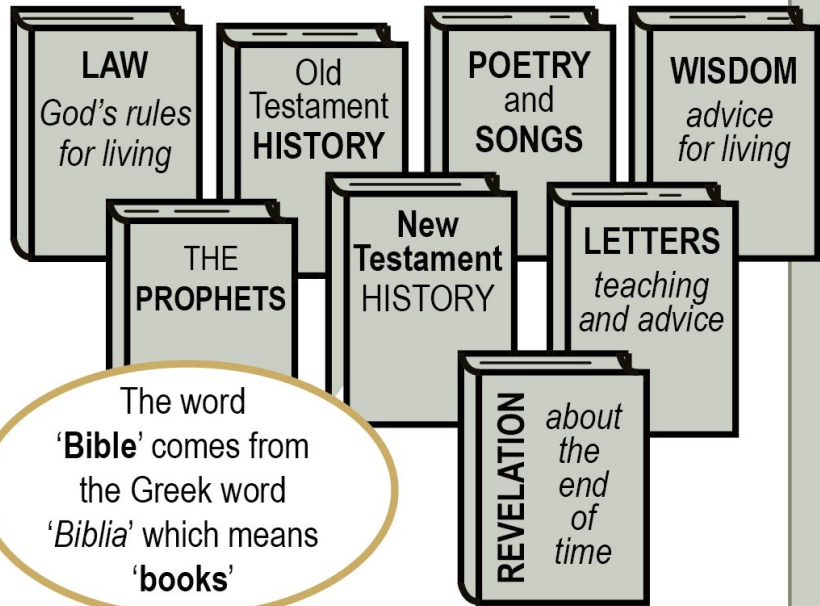 LAW
God's rules
for living
Old
Testament
HISTORY
POETRY
and
SONGS
WISDOM
advice
for living
THE
PROPHETS
New
Testament
HISTORY
LETTERS
teaching
and advice
REVELATION
about
the
end
of
time
The word
‘Bible’ comes from
the Greek word
‘Biblia’ which means
‘books’